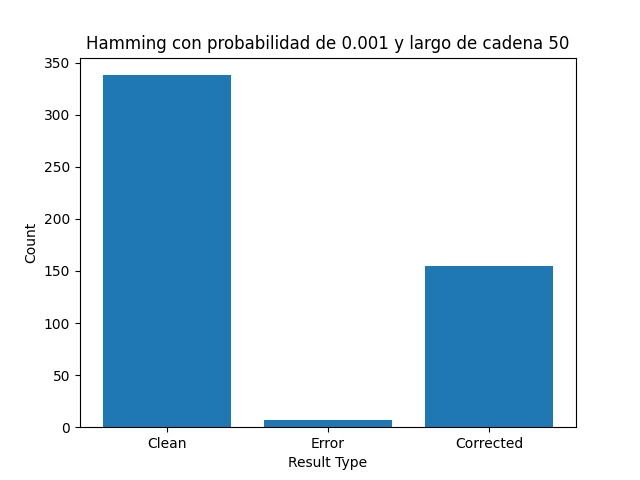 Hamming con probabilidad de 0.001 y largo de cadena 50
350
300
250
200
150
100
50
0
Count
Clean
Error
Corrected
Result Type